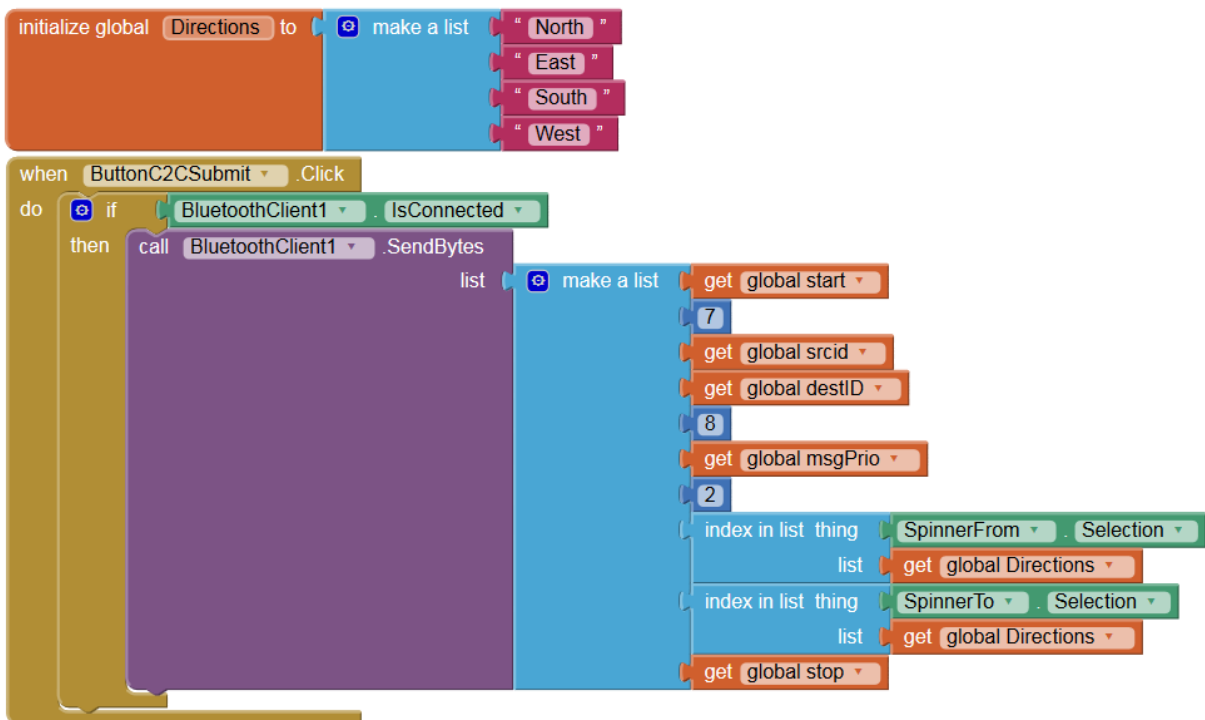 initialize global Directions to make a list " North "
" East "
" South "
" West "
when ButtonC2CSubmit .Click
do if BluetoothClient1 . IsConnected
then call BluetoothClient1 .SendBytes
list make a list get global start
7
get global srcid
get global destID
8
get global msgPrio
2
index in list thing SpinnerFrom . Selection
list get global Directions
index in list thing SpinnerTo . Selection
list get global Directions
get global stop